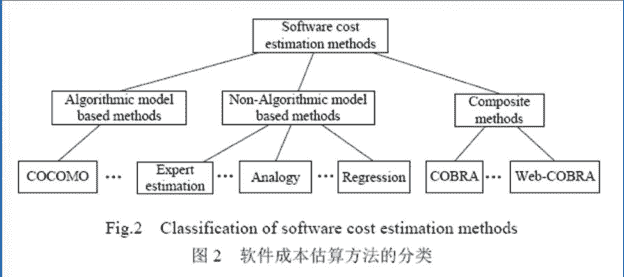 Software cost
estimation methods
Algorithmic model
based methods
Non-Algorithmic model
based methods
Composite
methods
COCOMO
...
Expert
estimation
...
Analogy
...
Regression
COBRA
...
Web-COBRA
Fig.2 Classification of software cost estimation methods
图 2 软件成本估算方法的分类